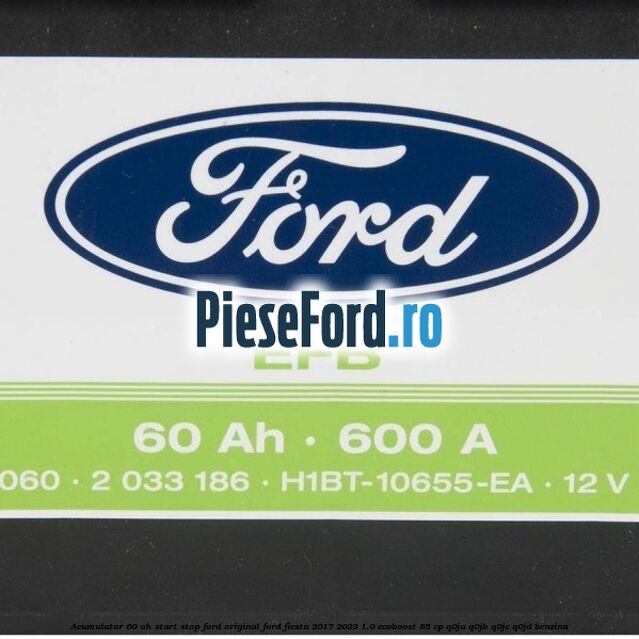 Ford
PieseFord.ro
EFB
60 Ah · 600 A
060 · 2 033 186 · H1BT-10655-EA · 12 V
Acumulator 60 ah start stop ford original ford fiesta 2017 2023 1.0 ecoboost 85 cp q0ja q0jb q0jc q0jd benzina